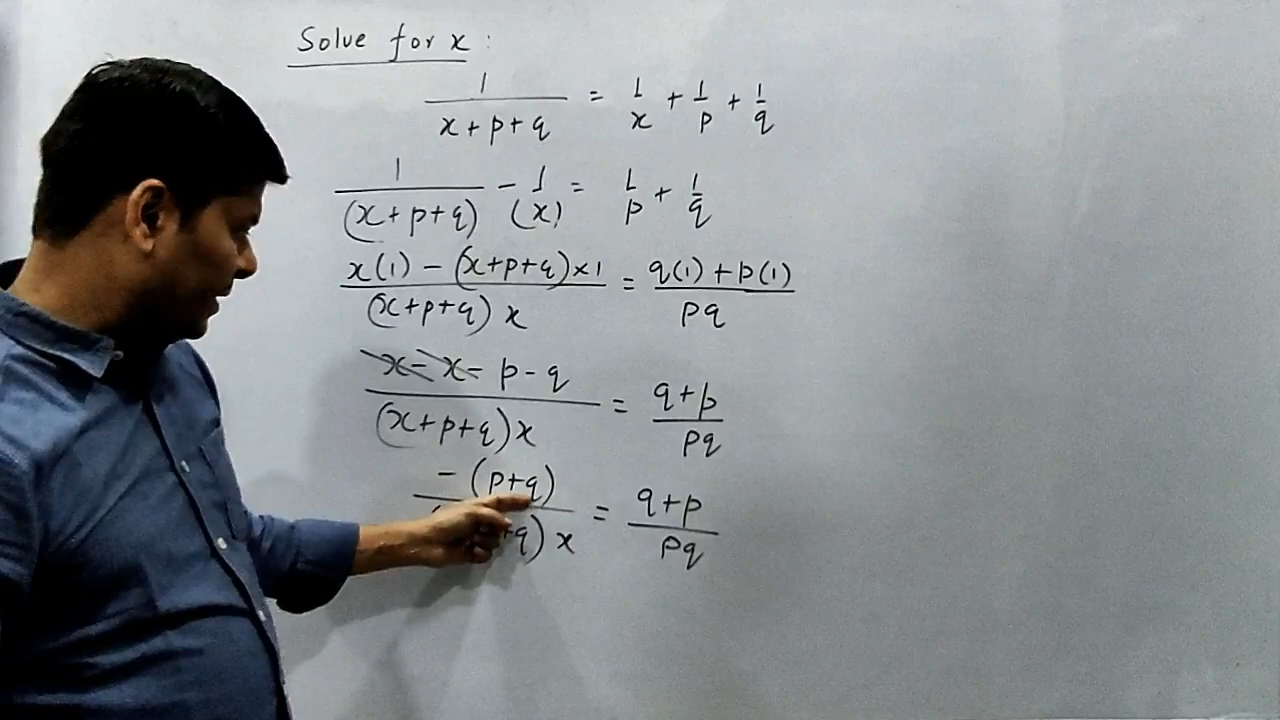 Solve for x :
1/(x+p+q) = 1/x + 1/p + 1/q
1/(x+p+q) - 1/(x) = 1/p + 1/q
(x(1) - (x+p+q)×1)/((x+p+q) x) = (q(1) + p(1))/(pq)
(x - x - p - q)/((x+p+q) x) = (q+p)/(pq)
-(p+q)/( +q) x = (q+p)/(pq)